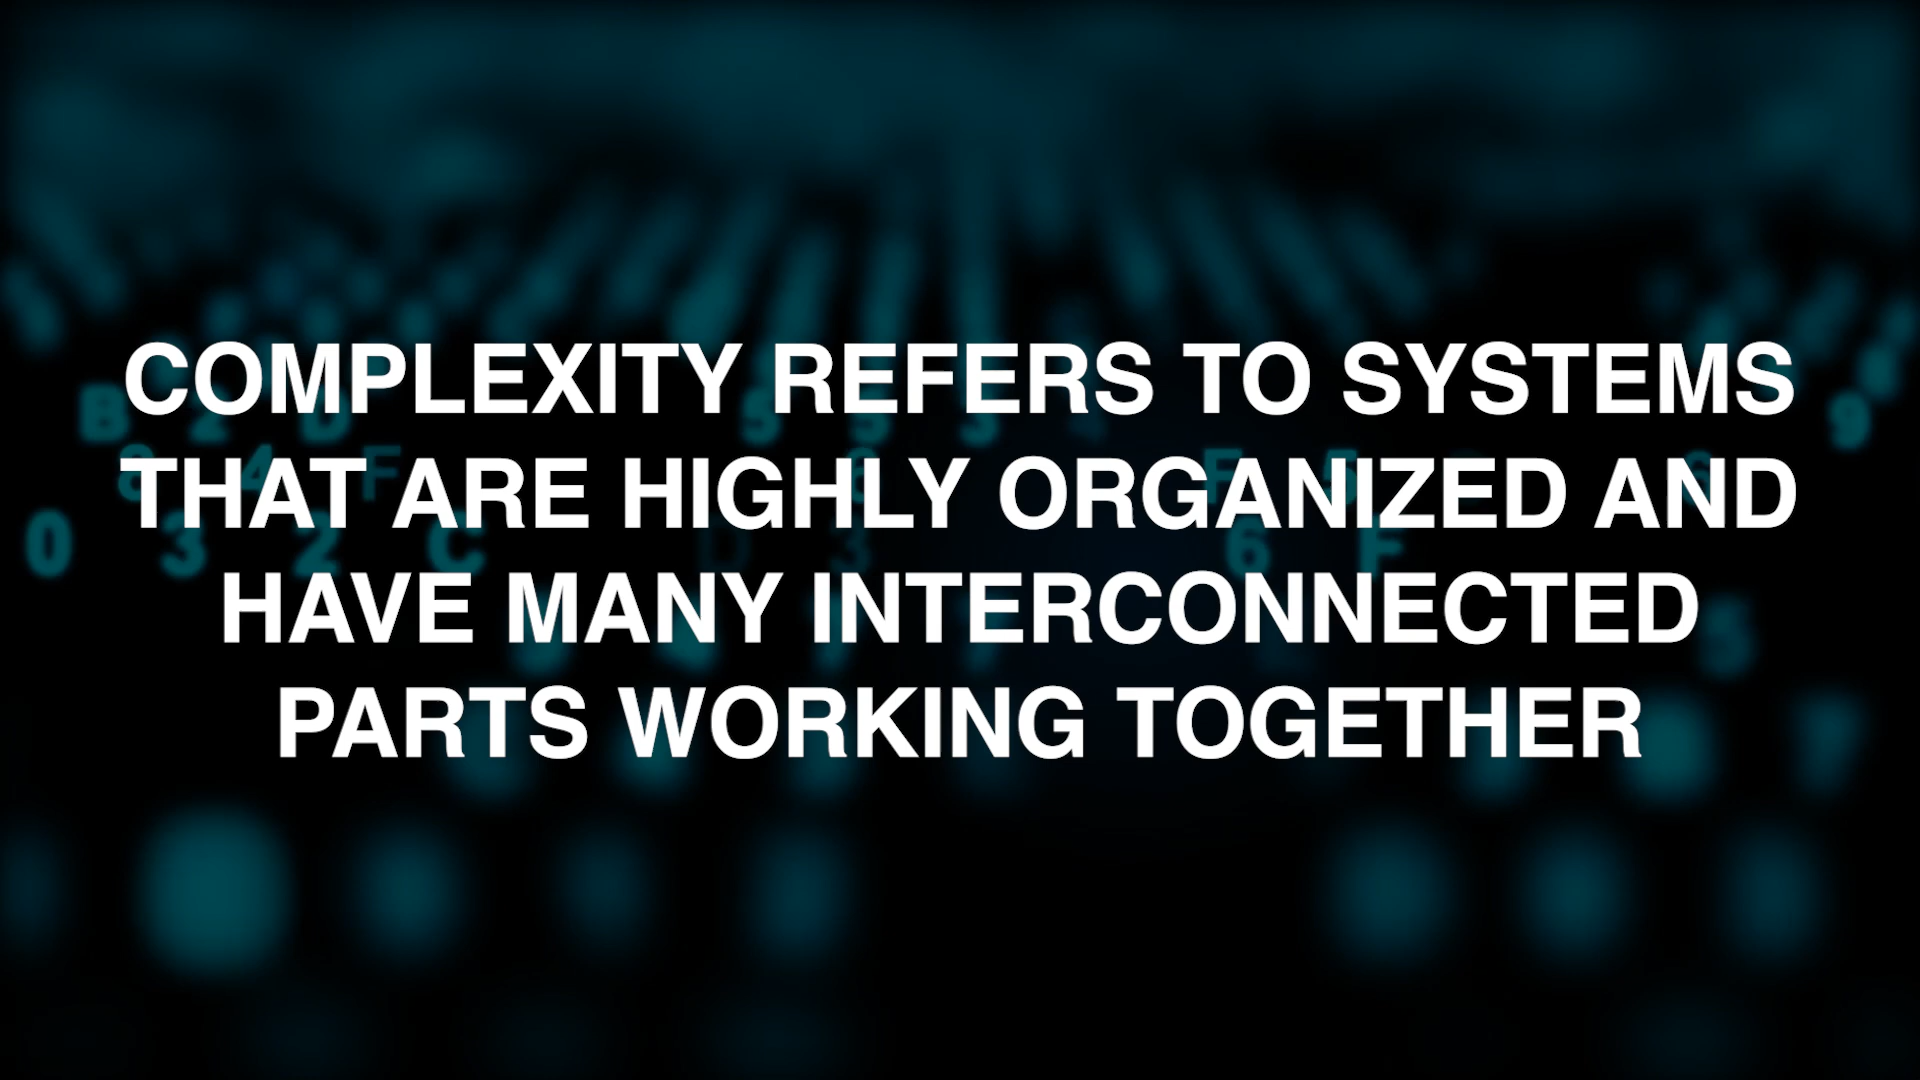 COMPLEXITY REFERS TO SYSTEMS
THAT ARE HIGHLY ORGANIZED AND
HAVE MANY INTERCONNECTED
PARTS WORKING TOGETHER